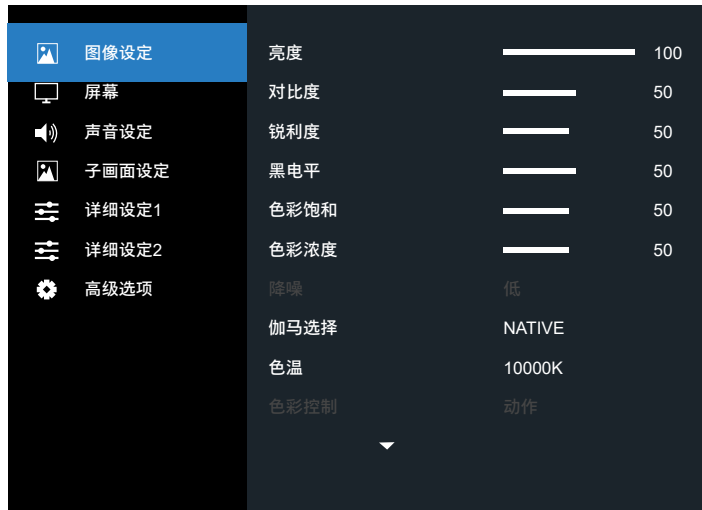 图像设定
屏幕
声音设定
子画面设定
详细设定1
详细设定2
高级选项
亮度 100
对比度 50
锐利度 50
黑电平 50
色彩饱和 50
色彩浓度 50
降噪 低
伽马选择 NATIVE
色温 10000K
色彩控制 动作